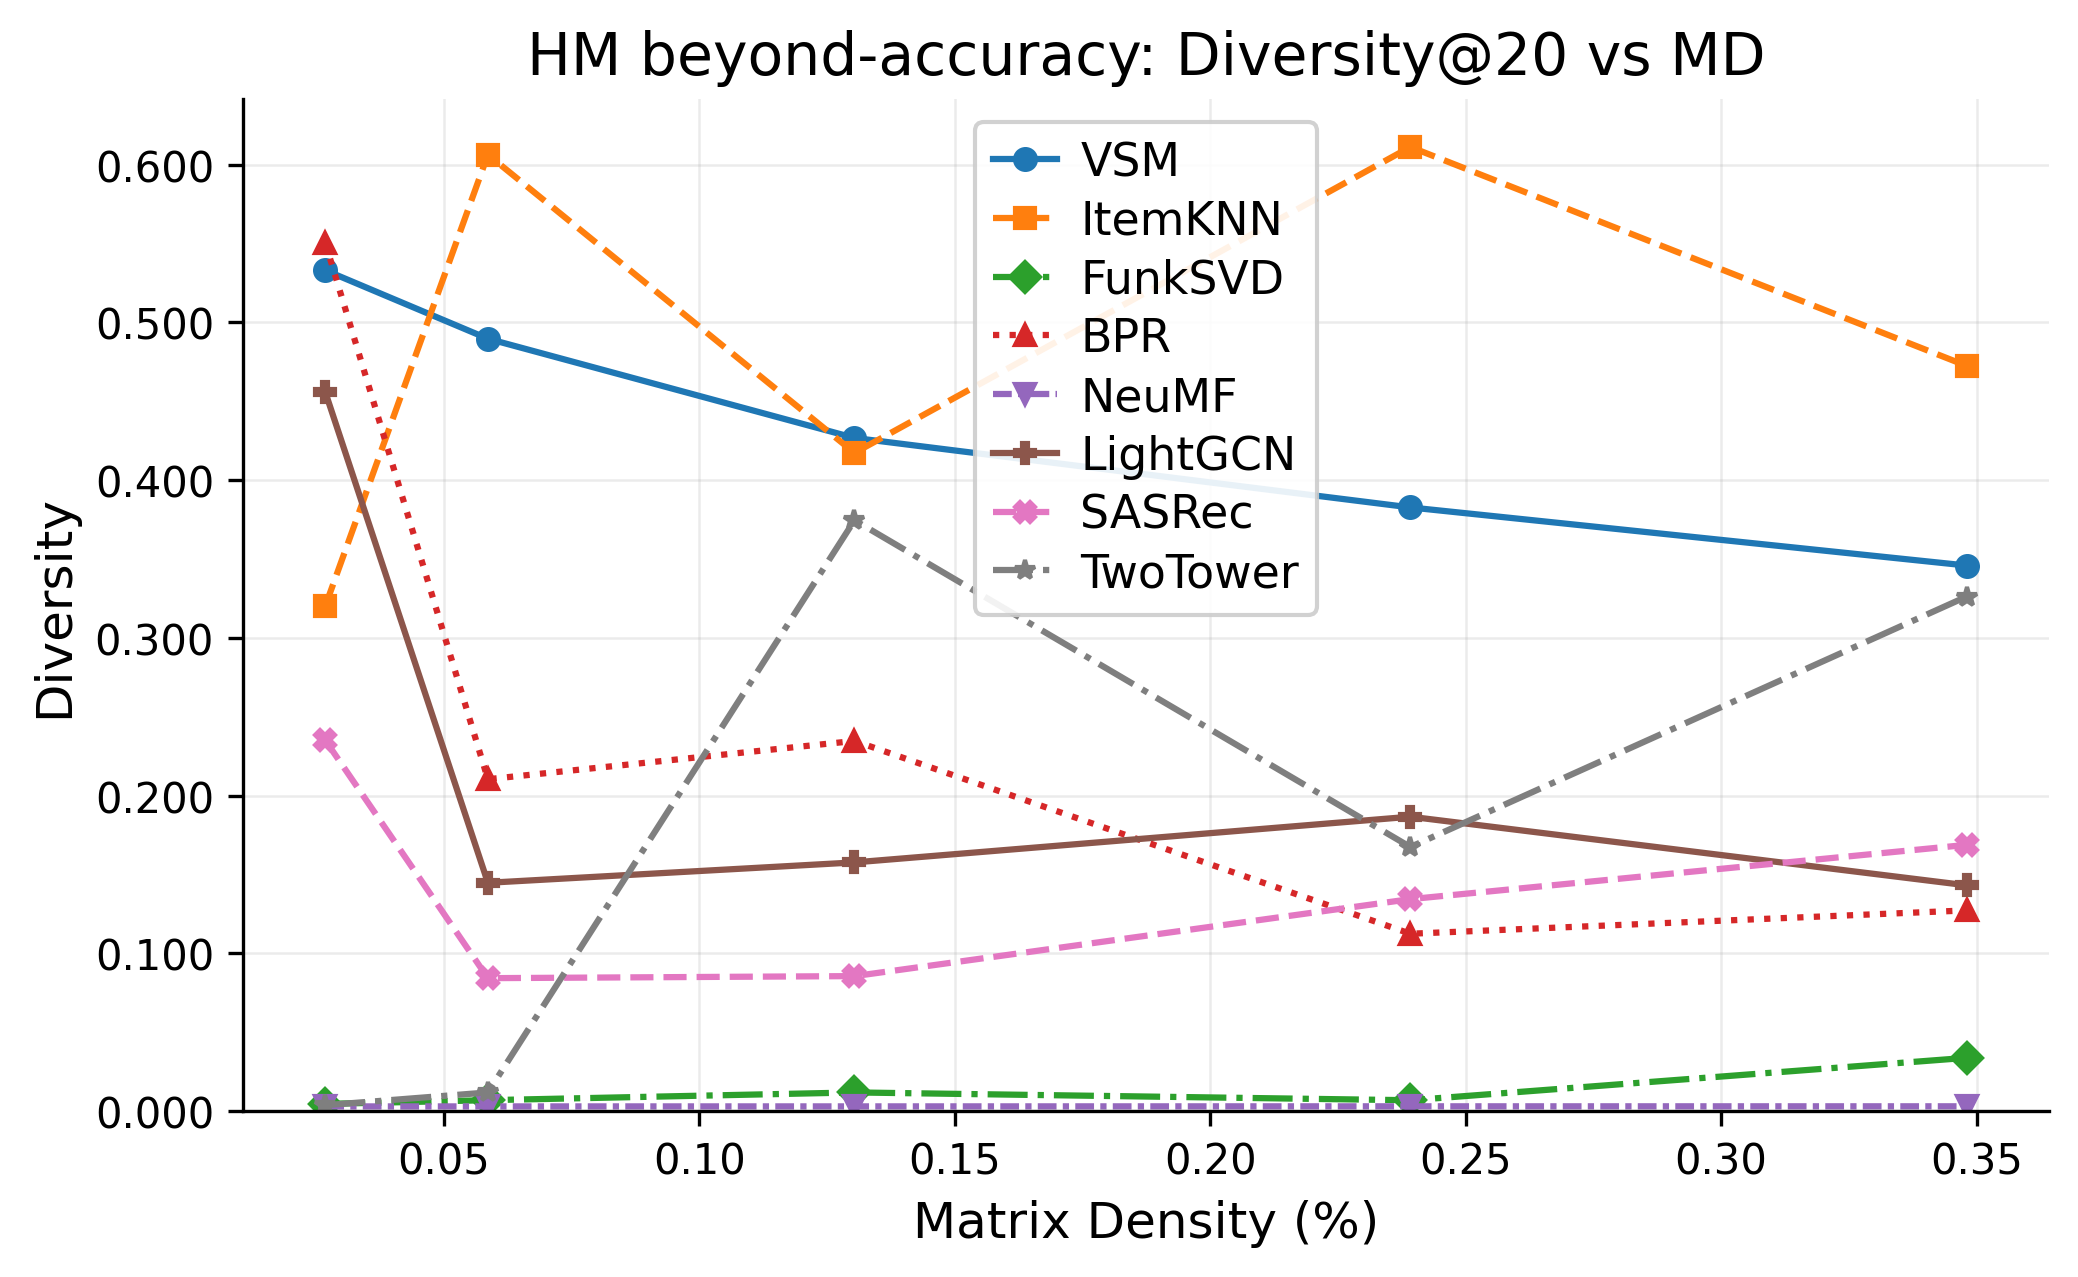 HM beyond-accuracy: Diversity@20 vs MD
VSM
ItemKNN
FunkSVD
BPR
NeuMF
LightGCN
SASRec
TwoTower
Diversity
0.600
0.500
0.400
0.300
0.200
0.100
0.000
0.05 0.10 0.15 0.20 0.25 0.30 0.35
Matrix Density (%)